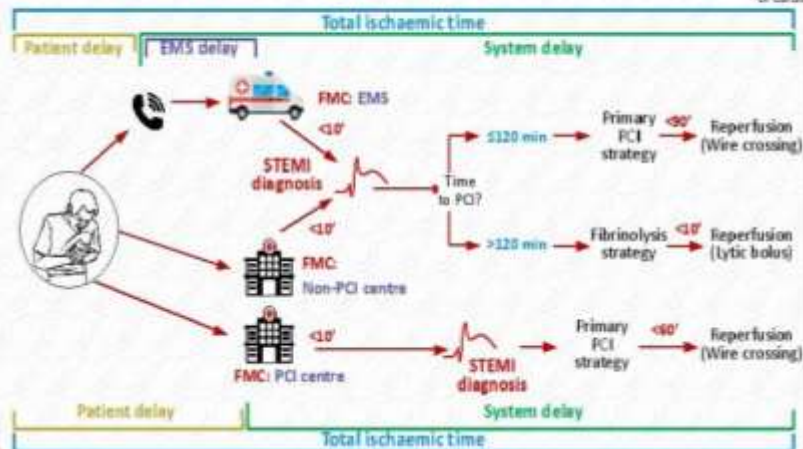 Total ischaemic time
Patient delay
EMS delay
System delay
FMC: EMS
<10'
STEMI
diagnosis
<10'
FMC:
Non-PCI centre
Time
to PCI?
≤120 min
Primary
PCI
strategy
<90'
Reperfusion
(Wire crossing)
>120 min
Fibrinolysis
strategy
<10'
Reperfusion
(Lytic bolus)
<10'
FMC: PCI centre
STEMI
diagnosis
Primary
PCI
strategy
<60'
Reperfusion
(Wire crossing)
Patient delay
System delay
Total ischaemic time